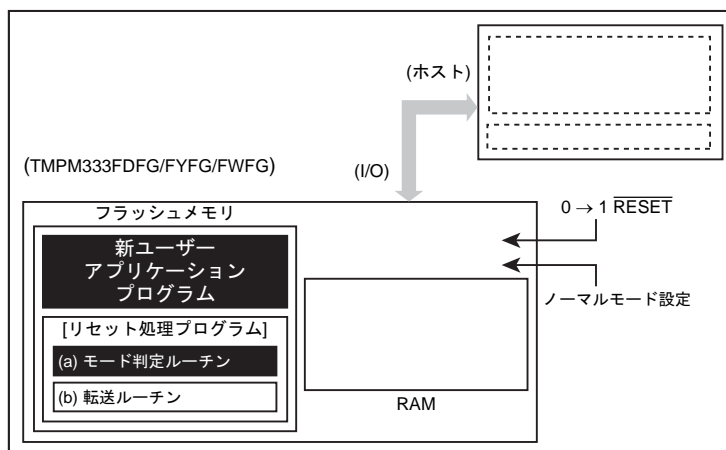 (ホスト)
(TMPM333FDFG/FYFG/FWFG)
(I/O)
フラッシュメモリ
0 → 1 RESET
新ユーザー
アプリケーション
プログラム
ノーマルモード設定
[リセット処理プログラム]
(a) モード判定ルーチン
(b) 転送ルーチン
RAM